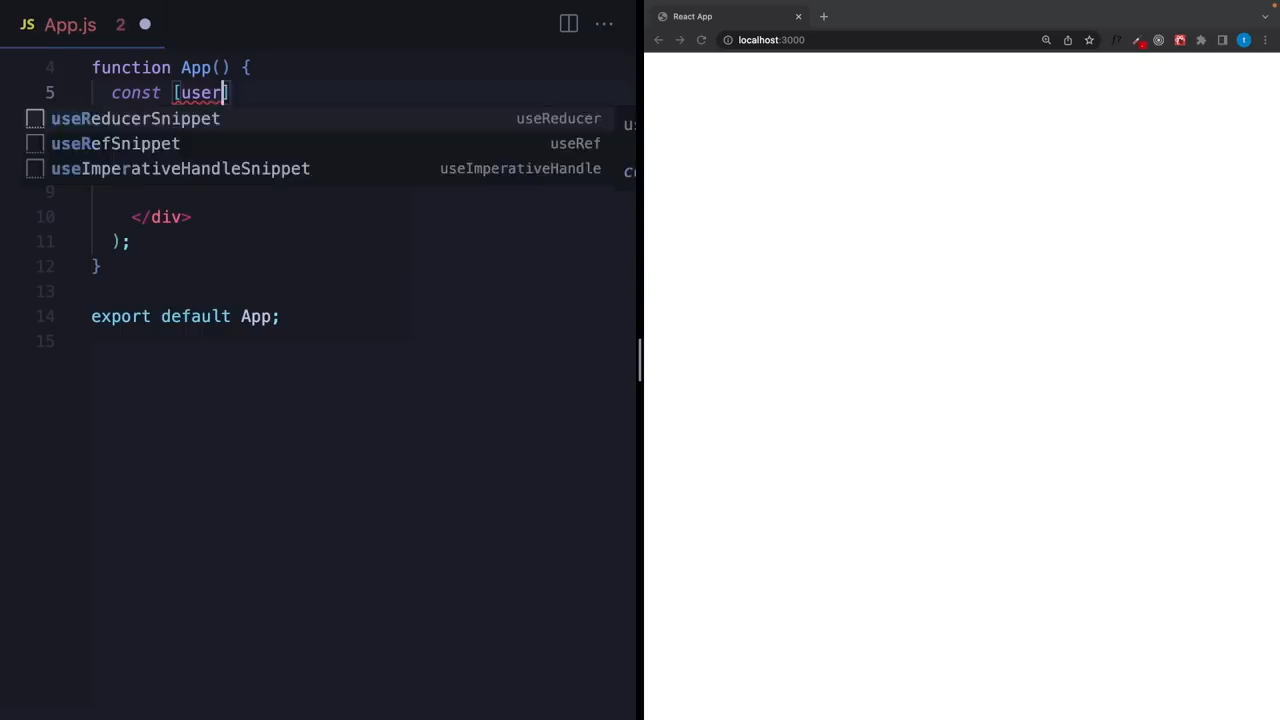 JS App.js 2
4 function App() {
5 const [user]
useReducerSnippet useReducer
useRefSnippet useRef
useImperativeHandleSnippet useImperativeHandle
9
10 </div>
11 );
12 }
13
14 export default App;
15
React App
localhost:3000